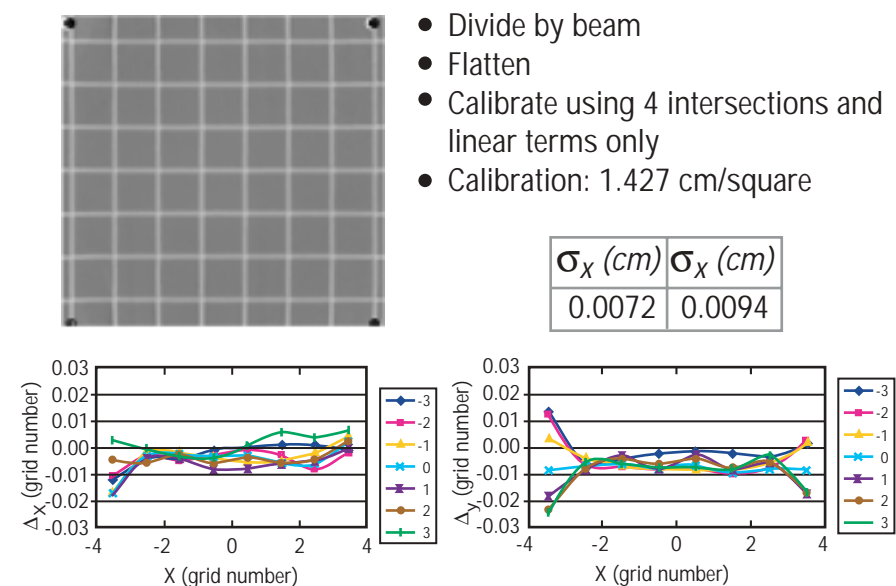 • Divide by beam
• Flatten
• Calibrate using 4 intersections and
linear terms only
• Calibration: 1.427 cm/square
σX (cm) σX (cm)
0.0072 0.0094
0.03
0.02
0.01
0.00
-0.01
-0.02
-0.03
ΔX (grid number)
-4 -2 0 2 4
X (grid number)
-3
-2
-1
0
1
2
3
0.03
0.02
0.01
0.00
-0.01
-0.02
-0.03
Δy (grid number)
-4 -2 0 2 4
X (grid number)
-3
-2
-1
0
1
2
3